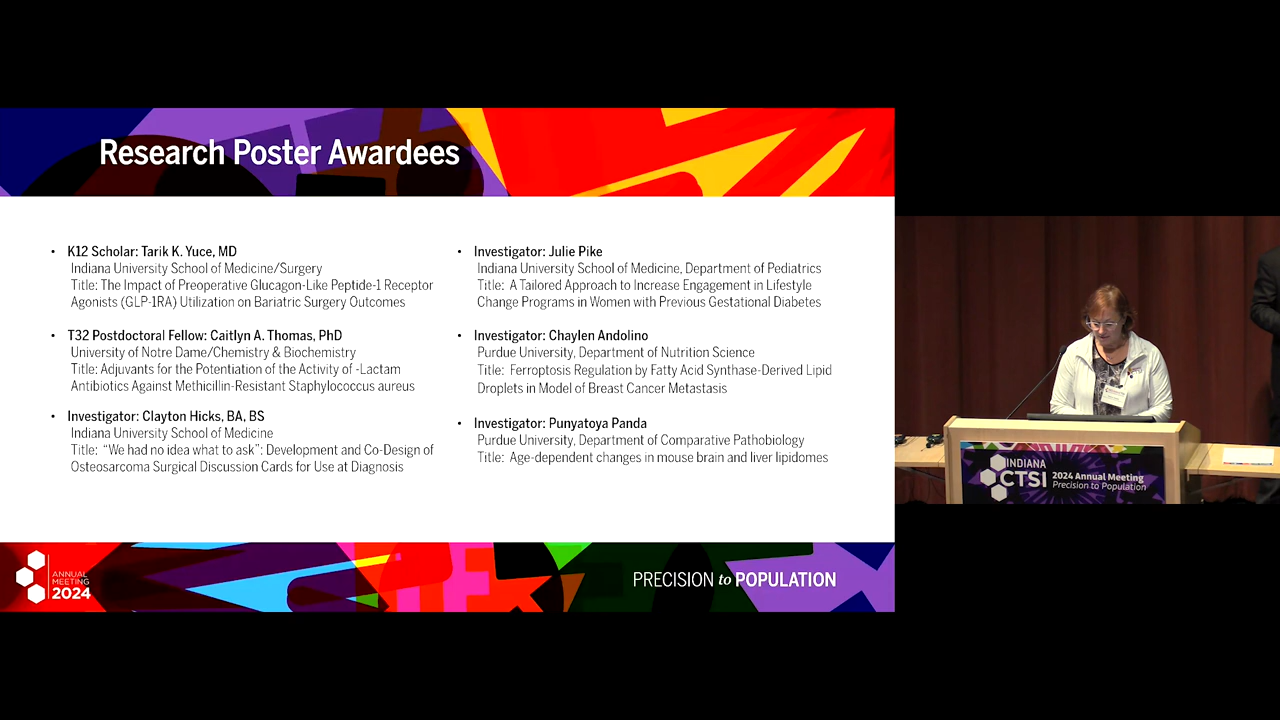 Research Poster Awardees
• K12 Scholar: Tarik K. Yuce, MD
Indiana University School of Medicine/Surgery
Title: The Impact of Preoperative Glucagon-Like Peptide-1 Receptor
Agonists (GLP-1RA) Utilization on Bariatric Surgery Outcomes
• T32 Postdoctoral Fellow: Caitlyn A. Thomas, PhD
University of Notre Dame/Chemistry & Biochemistry
Title: Adjuvants for the Potentiation of the Activity of -Lactam
Antibiotics Against Methicillin-Resistant Staphylococcus aureus
• Investigator: Clayton Hicks, BA, BS
Indiana University School of Medicine
Title: “We had no idea what to ask”: Development and Co-Design of
Osteosarcoma Surgical Discussion Cards for Use at Diagnosis
• Investigator: Julie Pike
Indiana University School of Medicine, Department of Pediatrics
Title: A Tailored Approach to Increase Engagement in Lifestyle
Change Programs in Women with Previous Gestational Diabetes
• Investigator: Chaylen Andolino
Purdue University, Department of Nutrition Science
Title: Ferroptosis Regulation by Fatty Acid Synthase-Derived Lipid
Droplets in Model of Breast Cancer Metastasis
• Investigator: Punyatoya Panda
Purdue University, Department of Comparative Pathobiology
Title: Age-dependent changes in mouse brain and liver lipidomes
ANNUAL
MEETING
2024
PRECISION to POPULATION
INDIANA
CTSI
2024 Annual Meeting
Precision to Population